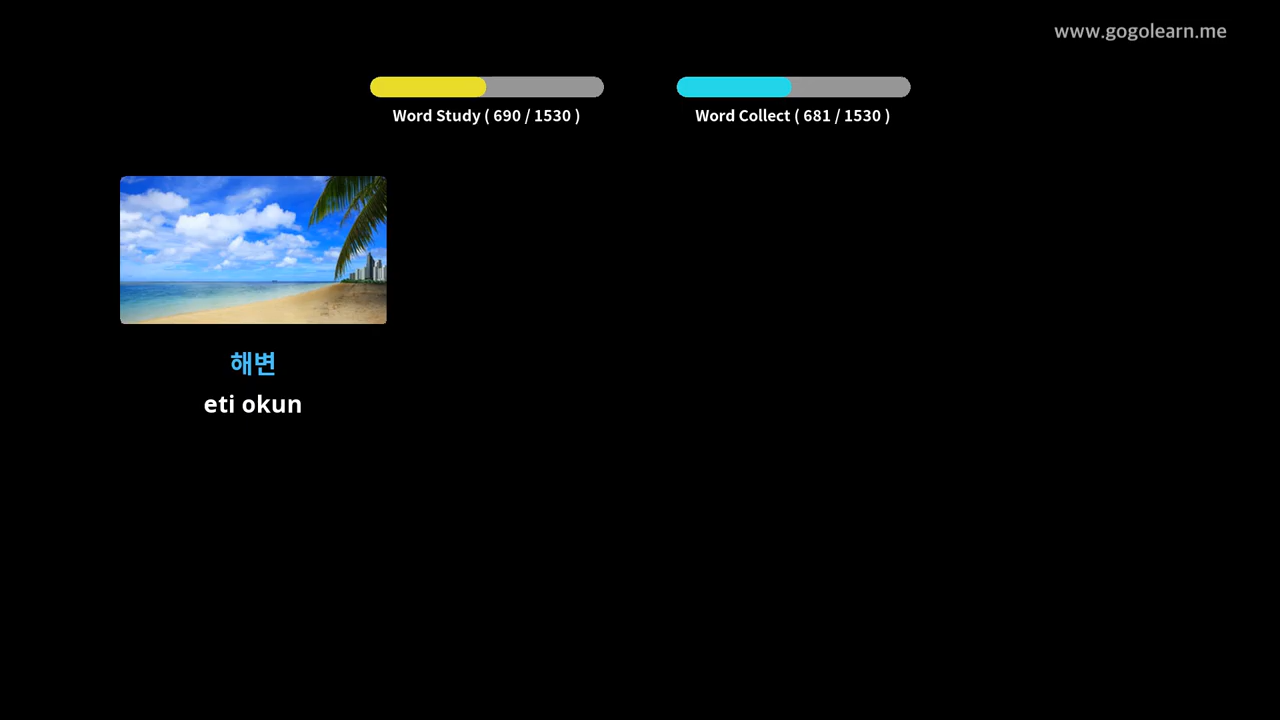 www.gogolearn.me
Word Study ( 690 / 1530 )
Word Collect ( 681 / 1530 )
해변
eti okun